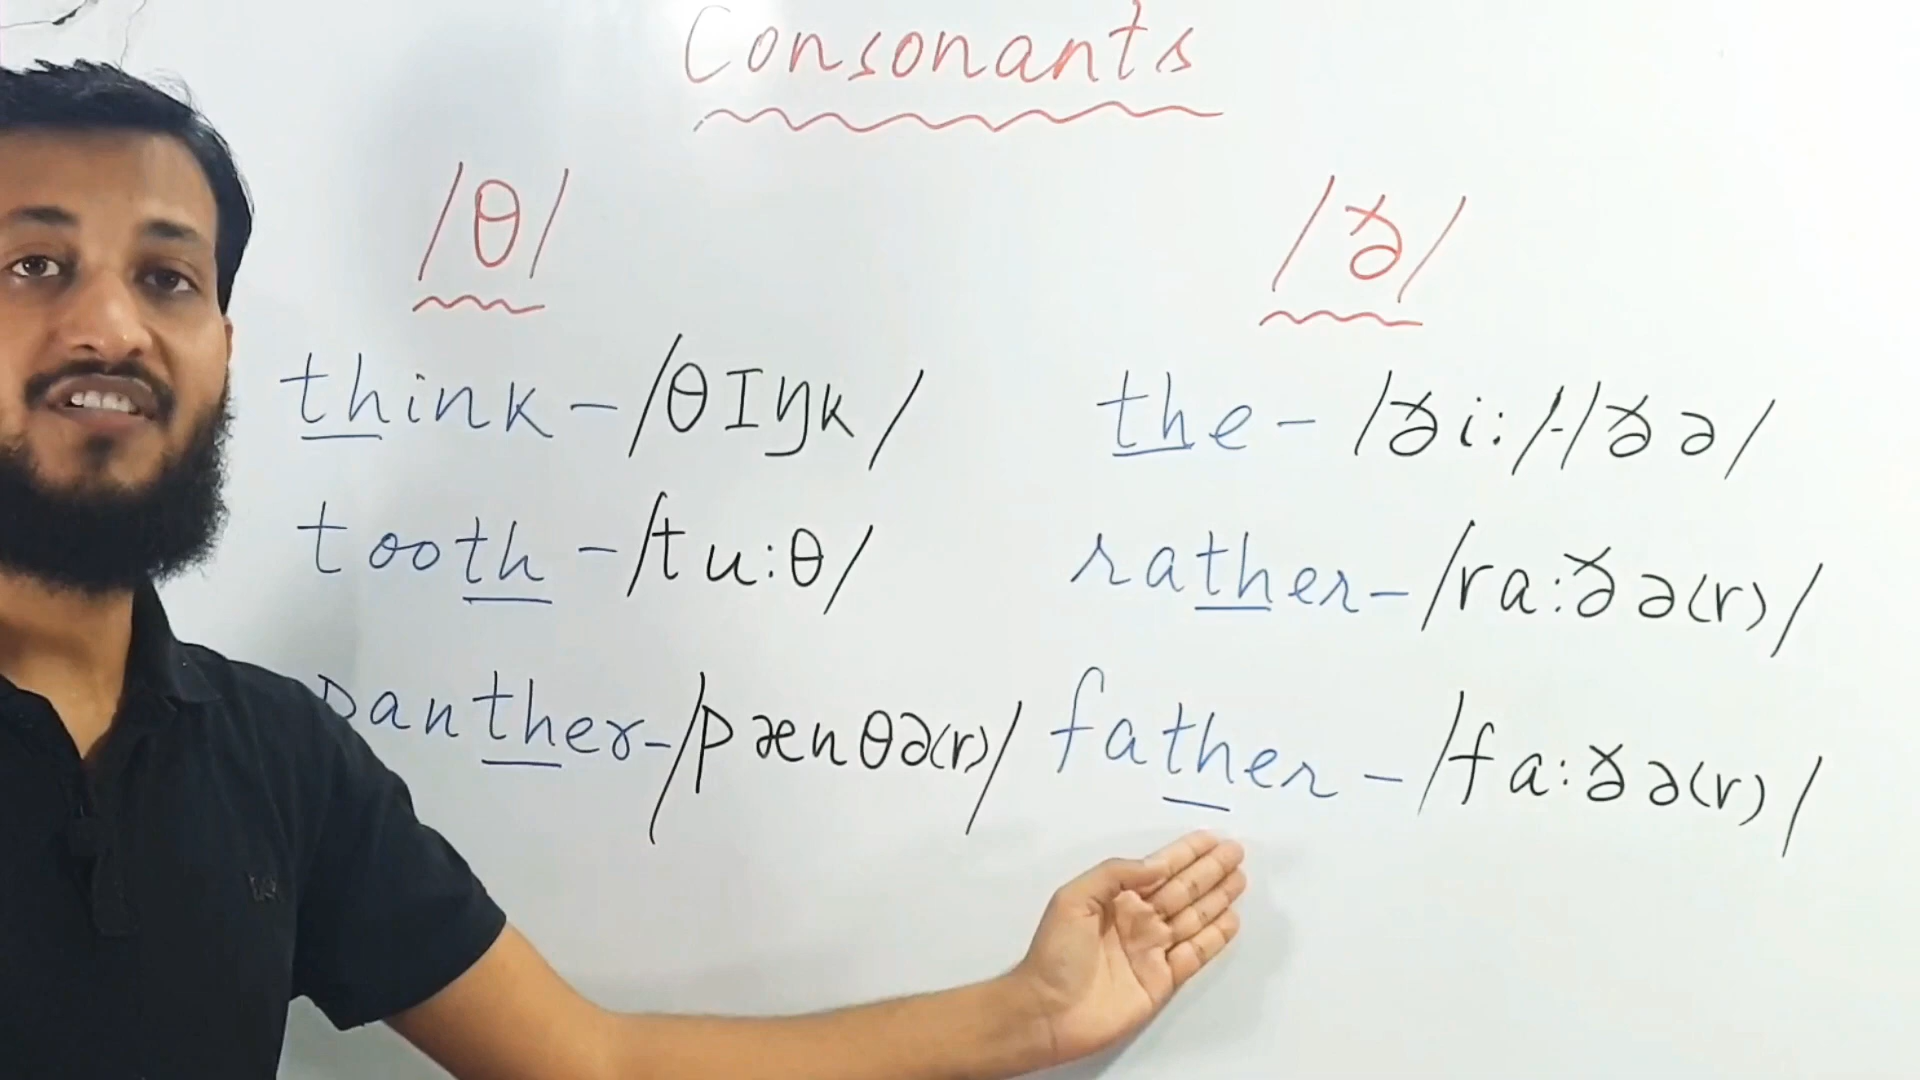 Consonants
/θ/ /ð/
think - /θɪŋk/ the - /ði:/-/ðə/
tooth - /tu:θ/ rather - /ra:ðə(r)/
panther - /pænθə(r)/ father - /fa:ðə(r)/